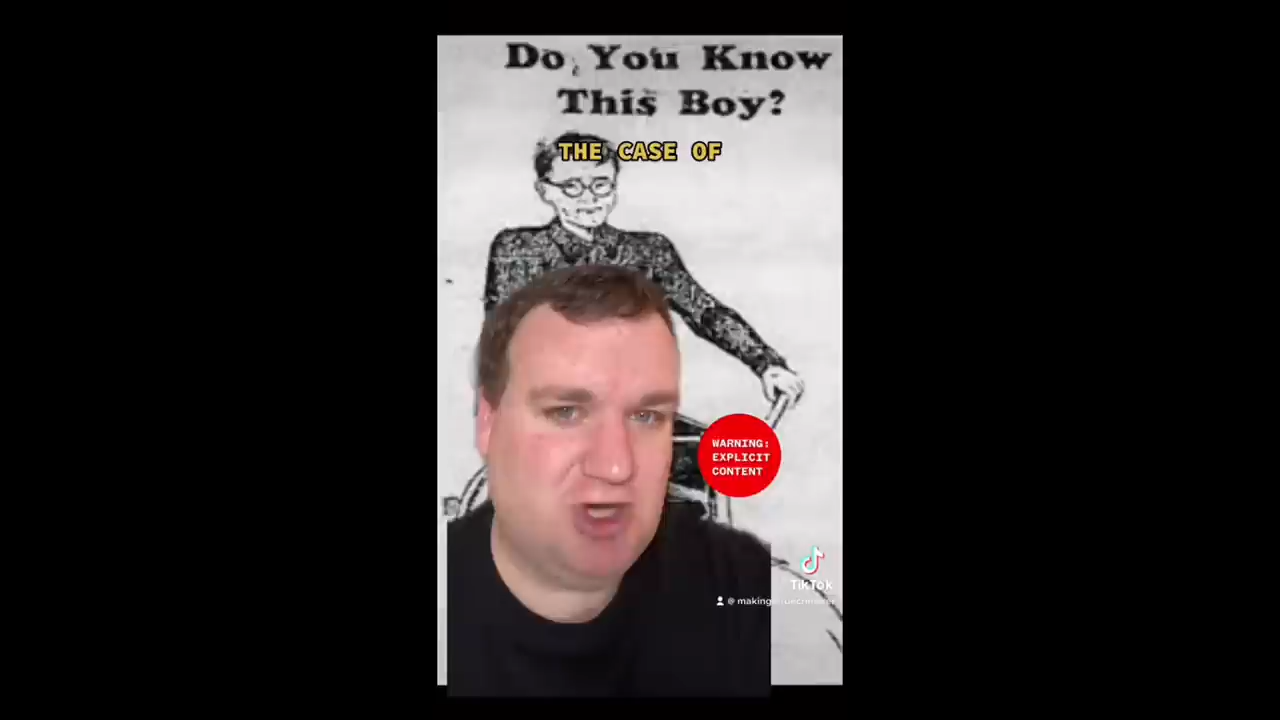 Do You Know
This Boy?
THE CASE OF
WARNING:
EXPLICIT
CONTENT
TikTok